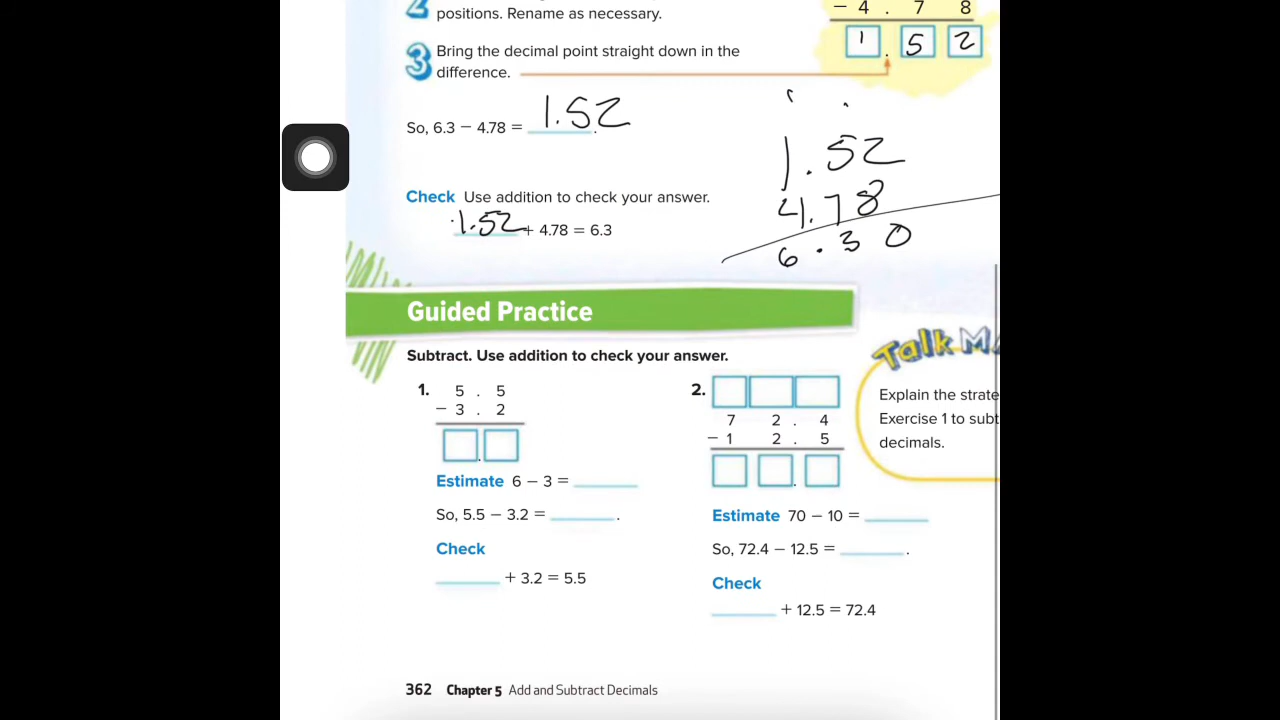 2 positions. Rename as necessary.
− 4 . 7 8
1 . 5 2
3 Bring the decimal point straight down in the
difference.
So, 6.3 − 4.78 = 1.52.
1.52
4.78
6.30
Check Use addition to check your answer.
1.52 + 4.78 = 6.3
Guided Practice
Subtract. Use addition to check your answer.
1. 5 . 5
− 3 . 2
.
Estimate 6 − 3 =
So, 5.5 − 3.2 = .
Check
+ 3.2 = 5.5
2.
7 2 . 4
− 1 2 . 5
.
Estimate 70 − 10 =
So, 72.4 − 12.5 = .
Check
+ 12.5 = 72.4
Talk
Explain the strate
Exercise 1 to subt
decimals.
362 Chapter 5 Add and Subtract Decimals